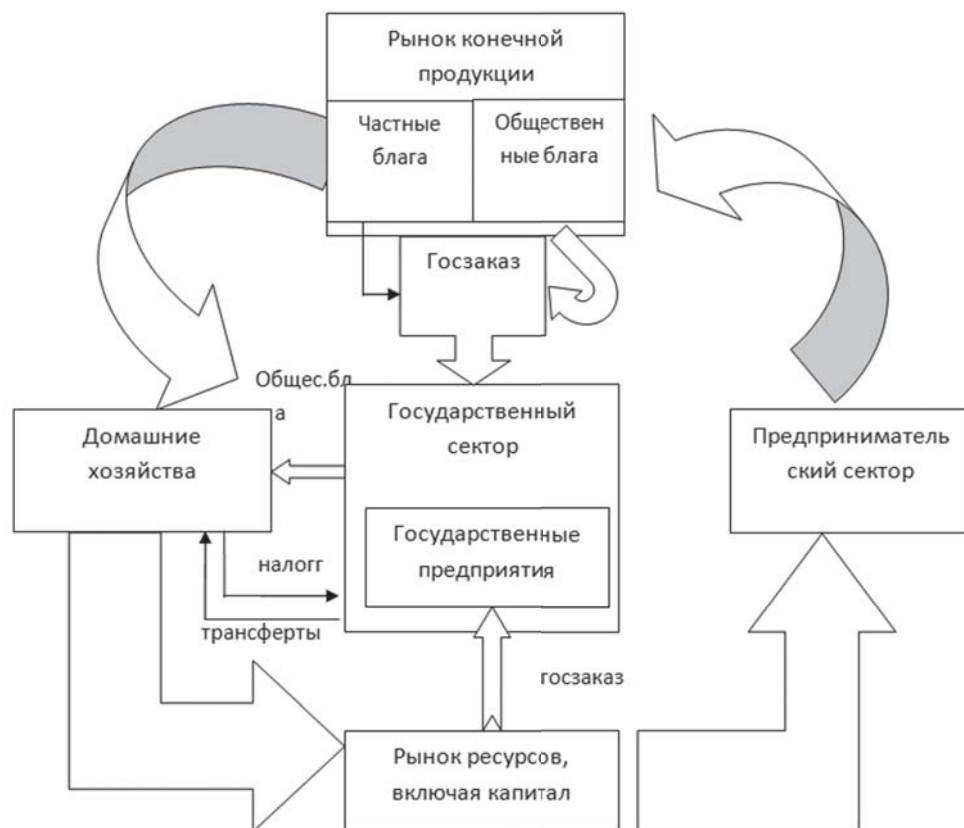 Рынок конечной
продукции
Частные
блага
Обществен
ные блага
Госзаказ
Общес.бл
а
Домашние
хозяйства
Государственный
сектор
Предприниматель
ский сектор
Государственные
предприятия
налогг
трансферты
госзаказ
Рынок ресурсов,
включая капитал